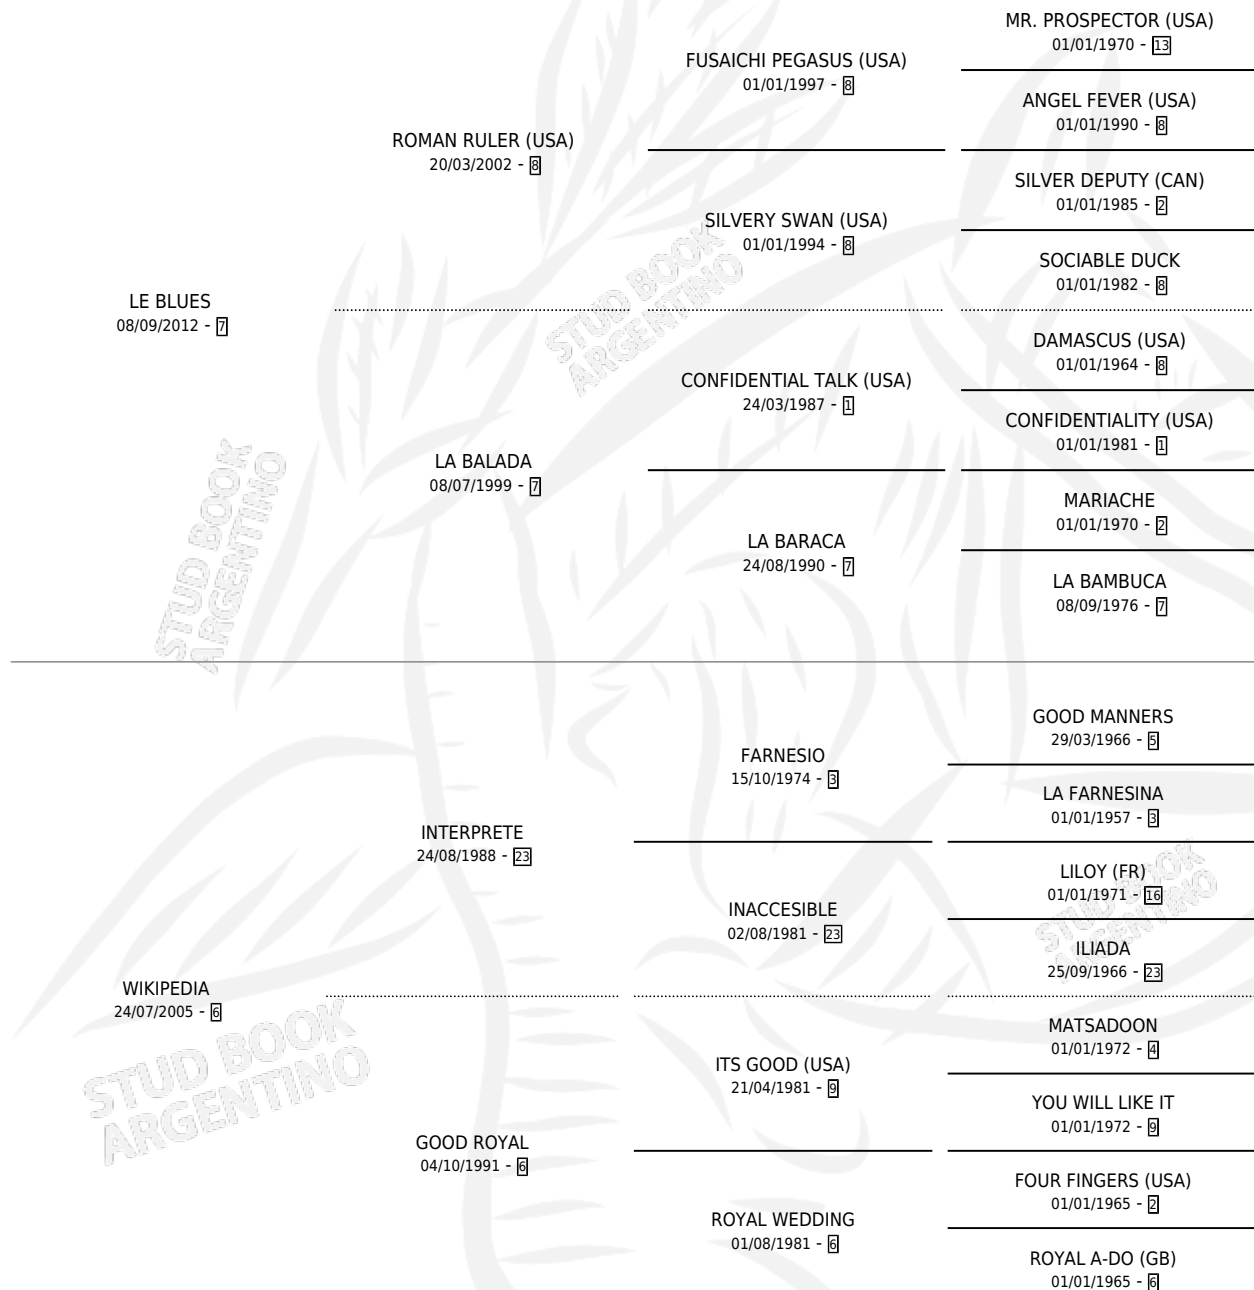 MR. PROSPECTOR (USA)
01/01/1970 - 13
FUSAICHI PEGASUS (USA)
01/01/1997 - 8
ANGEL FEVER (USA)
01/01/1990 - 8
ROMAN RULER (USA)
20/03/2002 - 8
SILVER DEPUTY (CAN)
01/01/1985 - 2
SILVERY SWAN (USA)
01/01/1994 - 8
SOCIABLE DUCK
01/01/1982 - 8
LE BLUES
08/09/2012 - 7
STUD BOOK
ARGENTINO
DAMASCUS (USA)
01/01/1964 - 8
CONFIDENTIAL TALK (USA)
24/03/1987 - 1
CONFIDENTIALITY (USA)
01/01/1981 - 1
LA BALADA
08/07/1999 - 7
MARIACHE
01/01/1970 - 2
LA BARACA
24/08/1990 - 7
LA BAMBUCA
08/09/1976 - 7
STUD BOOK
ARGENTINO
GOOD MANNERS
29/03/1966 - 5
FARNESIO
15/10/1974 - 3
LA FARNESINA
01/01/1957 - 3
INTERPRETE
24/08/1988 - 23
LILOY (FR)
01/01/1971 - 16
INACCESIBLE
02/08/1981 - 23
STUD BOOK
ARGENTINO
ILIADA
25/09/1966 - 23
WIKIPEDIA
24/07/2005 - 6
STUD BOOK
ARGENTINO
MATSADOON
01/01/1972 - 4
ITS GOOD (USA)
21/04/1981 - 9
YOU WILL LIKE IT
01/01/1972 - 9
GOOD ROYAL
04/10/1991 - 6
FOUR FINGERS (USA)
01/01/1965 - 2
ROYAL WEDDING
01/08/1981 - 6
ROYAL A-DO (GB)
01/01/1965 - 6